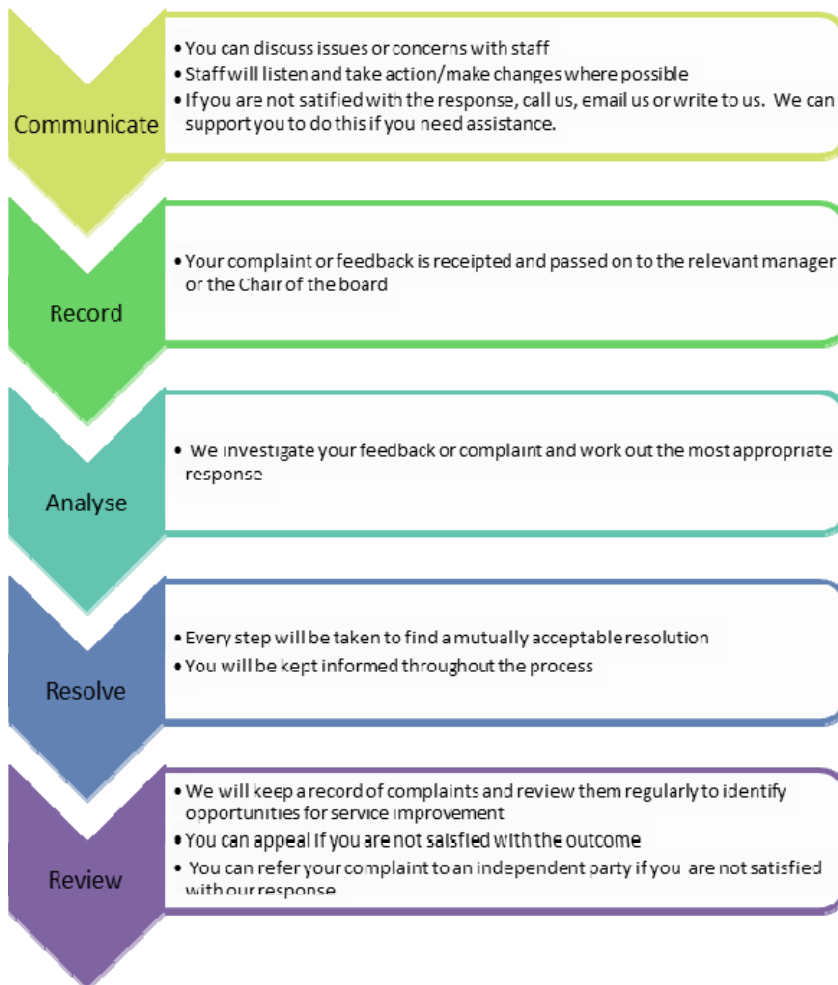 Communicate
• You can discuss issues or concerns with staff
• Staff will listen and take action/make changes where possible
• If you are not satified with the response, call us, email us or write to us. We can
support you to do this if you need assistance.
Record
• Your complaint or feedback is receipted and passed on to the relevant manager
or the Chair of the board
Analyse
• We investigate your feedback or complaint and work out the most appropriate
response
Resolve
• Every step will be taken to find a mutually acceptable resolution
• You will be kept informed throughout the process
Review
• We will keep a record of complaints and review them regularly to identify
opportunities for service improvement
• You can appeal if you are not satisfied with the outcome
• You can refer your complaint to an independent party if you are not satisfied
with our response